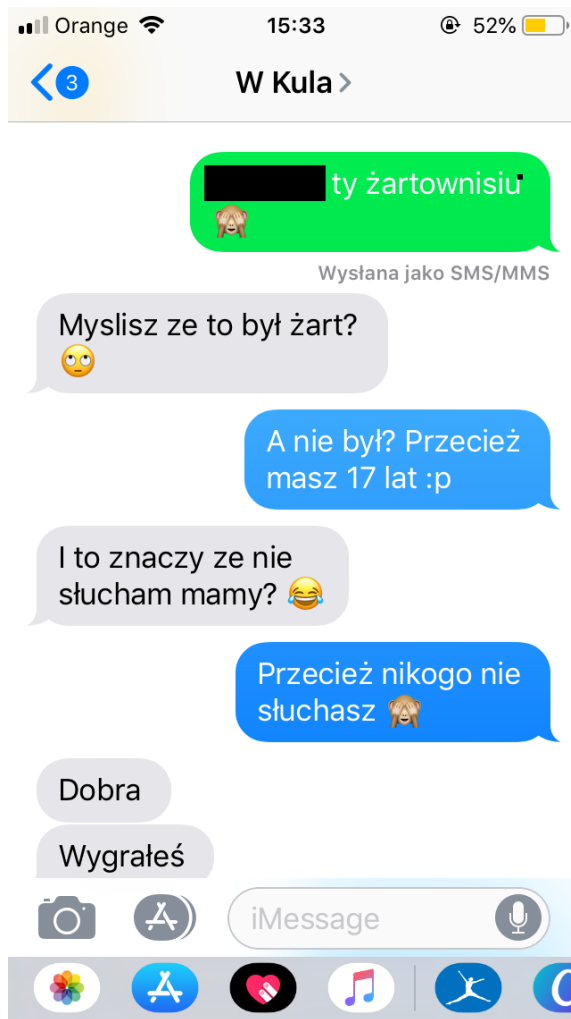 Orange 15:33 52%
3 W Kula
ty żartownisiu
🙈
Wysłana jako SMS/MMS
Myslisz ze to był żart?
🙄
A nie był? Przecież
masz 17 lat :p
I to znaczy ze nie
słucham mamy? 😂
Przecież nikogo nie
słuchasz 🙈
Dobra
Wygrałeś
iMessage